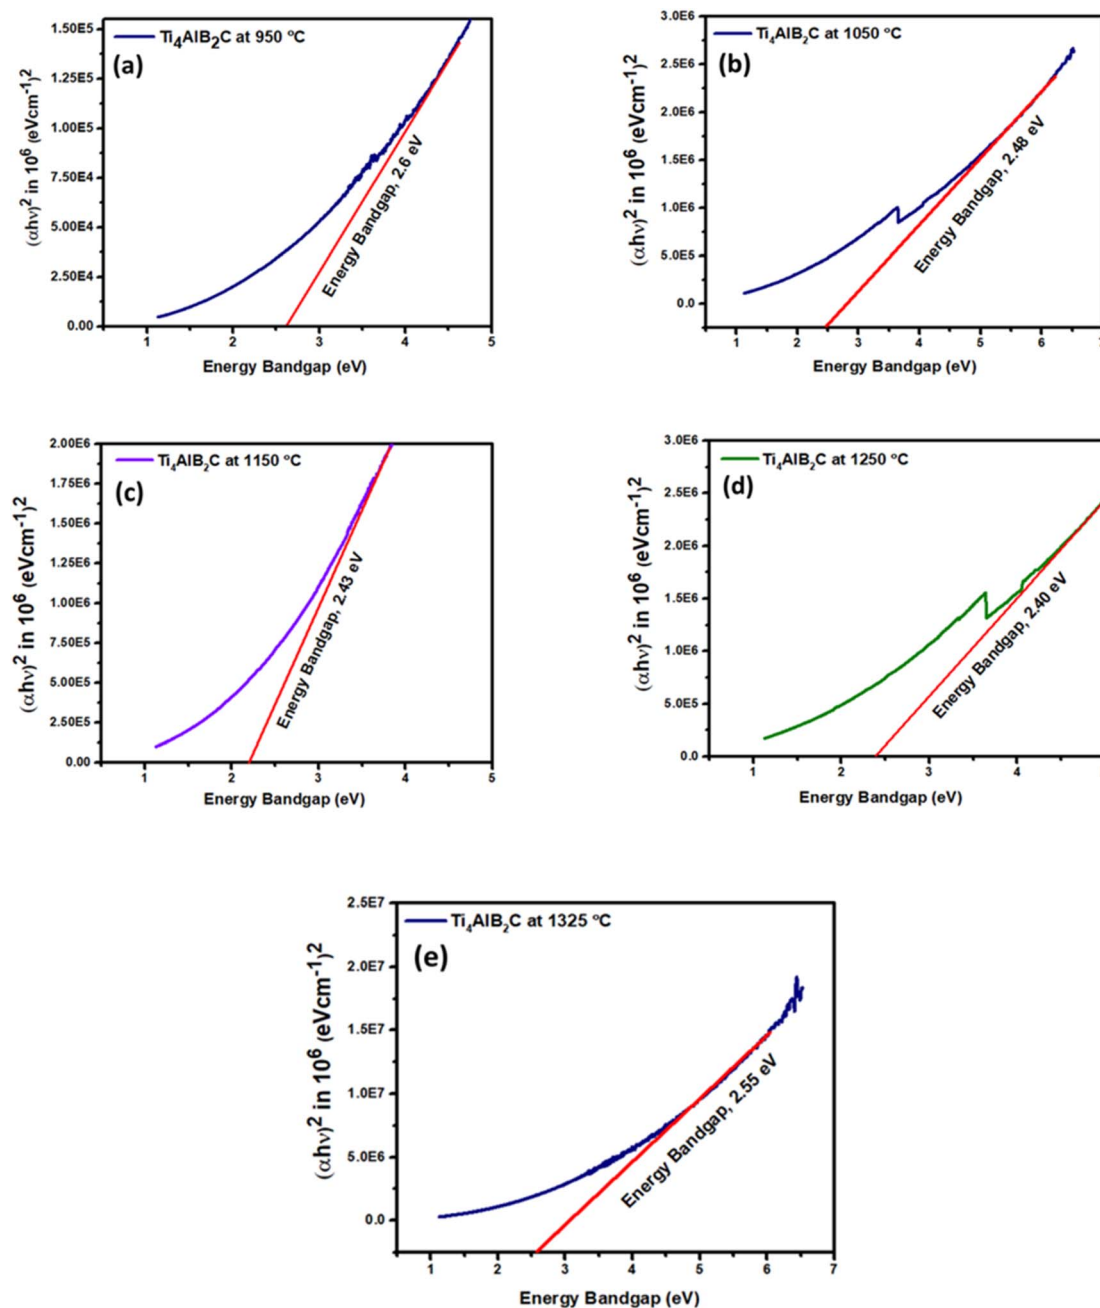 Ti₄AlB₂C at 950 ºC
(a)
(αhν)² in 10⁶ (eVcm⁻¹)²
1.50E5
1.25E5
1.00E5
7.50E4
5.00E4
2.50E4
0.00
Energy Bandgap, 2.6 eV
1 2 3 4 5
Energy Bandgap (eV)
Ti₄AlB₂C at 1050 ºC
(b)
(αhν)² in 10⁶ (eVcm⁻¹)²
3.0E6
2.5E6
2.0E6
1.5E6
1.0E6
5.0E5
0.0
Energy Bandgap, 2.48 eV
1 2 3 4 5 6 7
Energy Bandgap (eV)
Ti₄AlB₂C at 1150 ºC
(c)
(αhν)² in 10⁶ (eVcm⁻¹)²
2.00E6
1.75E6
1.50E6
1.25E6
1.00E6
7.50E5
5.00E5
2.50E5
0.00
Energy Bandgap, 2.43 eV
1 2 3 4 5
Energy Bandgap (eV)
Ti₄AlB₂C at 1250 ºC
(d)
(αhν)² in 10⁶ (eVcm⁻¹)²
3.0E6
2.5E6
2.0E6
1.5E6
1.0E6
5.0E5
0.0
Energy Bandgap, 2.40 eV
1 2 3 4
Energy Bandgap (eV)
Ti₄AlB₂C at 1325 ºC
(e)
(αhν)² in 10⁶ (eVcm⁻¹)²
2.5E7
2.0E7
1.5E7
1.0E7
5.0E6
0.0
Energy Bandgap, 2.55 eV
1 2 3 4 5 6 7
Energy Bandgap (eV)